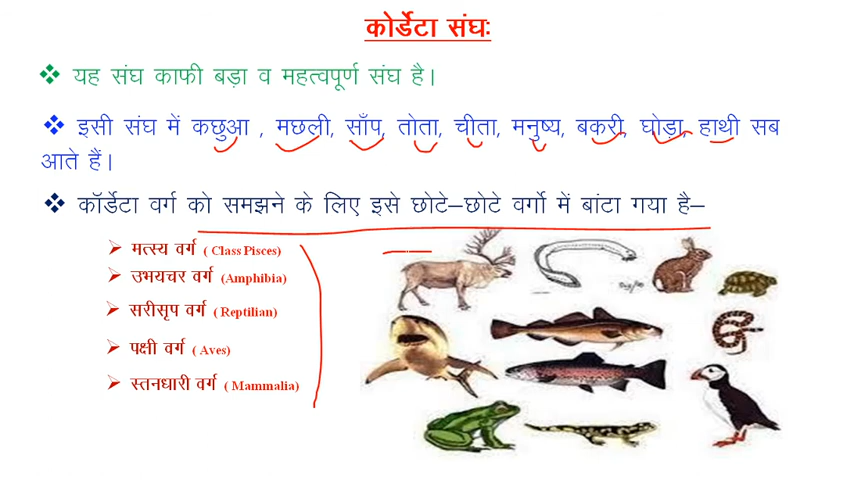 कोर्डेटा संघः
❖ यह संघ काफी बड़ा व महत्वपूर्ण संघ है।
❖ इसी संघ में कछुआ , मछली, साँप, तोता, चीता, मनुष्य, बकरी, घोड़ा, हाथी सब
आते हैं।
❖ कॉर्डेटा वर्ग को समझने के लिए इसे छोटे–छोटे वर्गो में बांटा गया है–
➢ मत्स्य वर्ग ( Class Pisces)
➢ उभयचर वर्ग (Amphibia)
➢ सरीसृप वर्ग ( Reptilian)
➢ पक्षी वर्ग ( Aves)
➢ स्तनधारी वर्ग ( Mammalia)